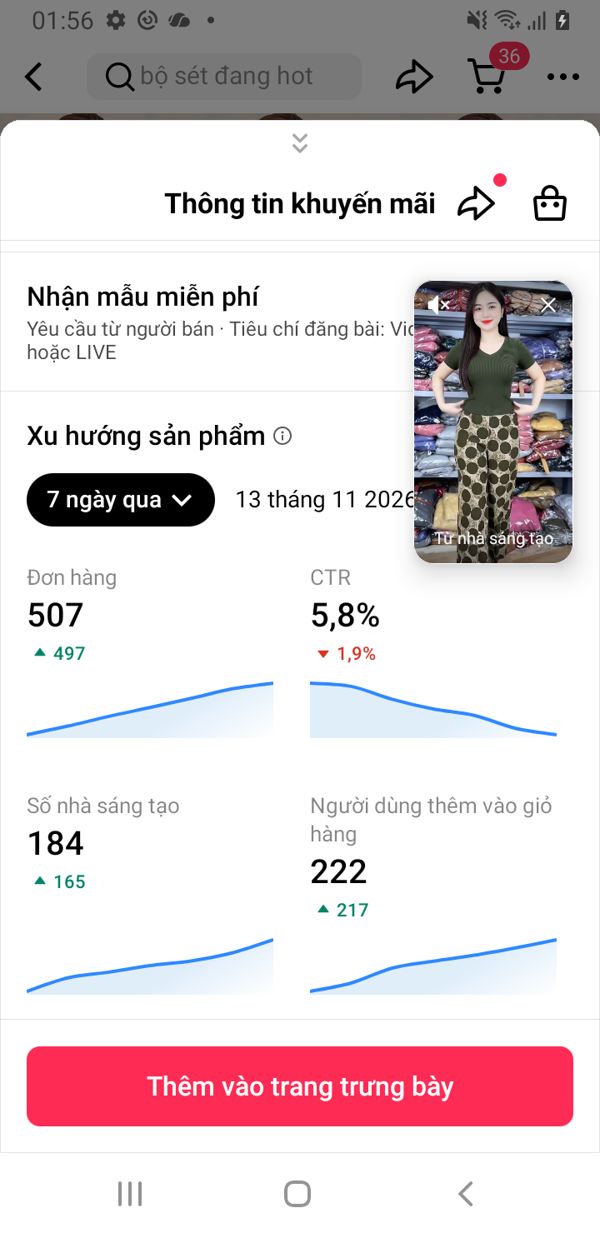 01:56
bộ sét đang hot
36
Thông tin khuyến mãi
Nhận mẫu miễn phí
Yêu cầu từ người bán · Tiêu chí đăng bài:
hoặc LIVE
Xu hướng sản phẩm
7 ngày qua
13 tháng 11 2026
Từ nhà sáng tạo
Đơn hàng
507
497
CTR
5,8%
1,9%
Số nhà sáng tạo
184
165
Người dùng thêm vào giỏ
hàng
222
217
Thêm vào trang trưng bày